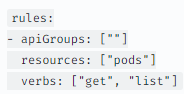 rules:
- apiGroups: [""]
  resources: ["pods"]
  verbs: ["get", "list"]